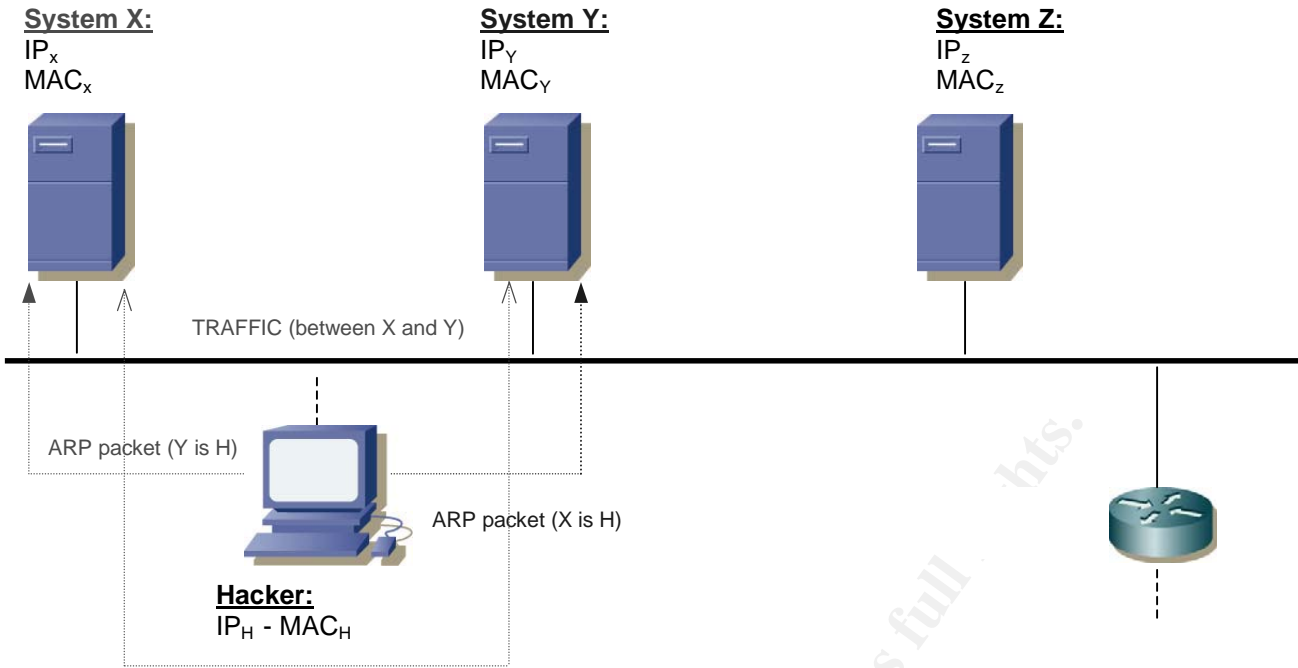 System X:
IPx
MACx
System Y:
IPY
MACY
System Z:
IPz
MACz
TRAFFIC (between X and Y)
ARP packet (Y is H)
ARP packet (X is H)
Hacker:
IPH - MACH
full